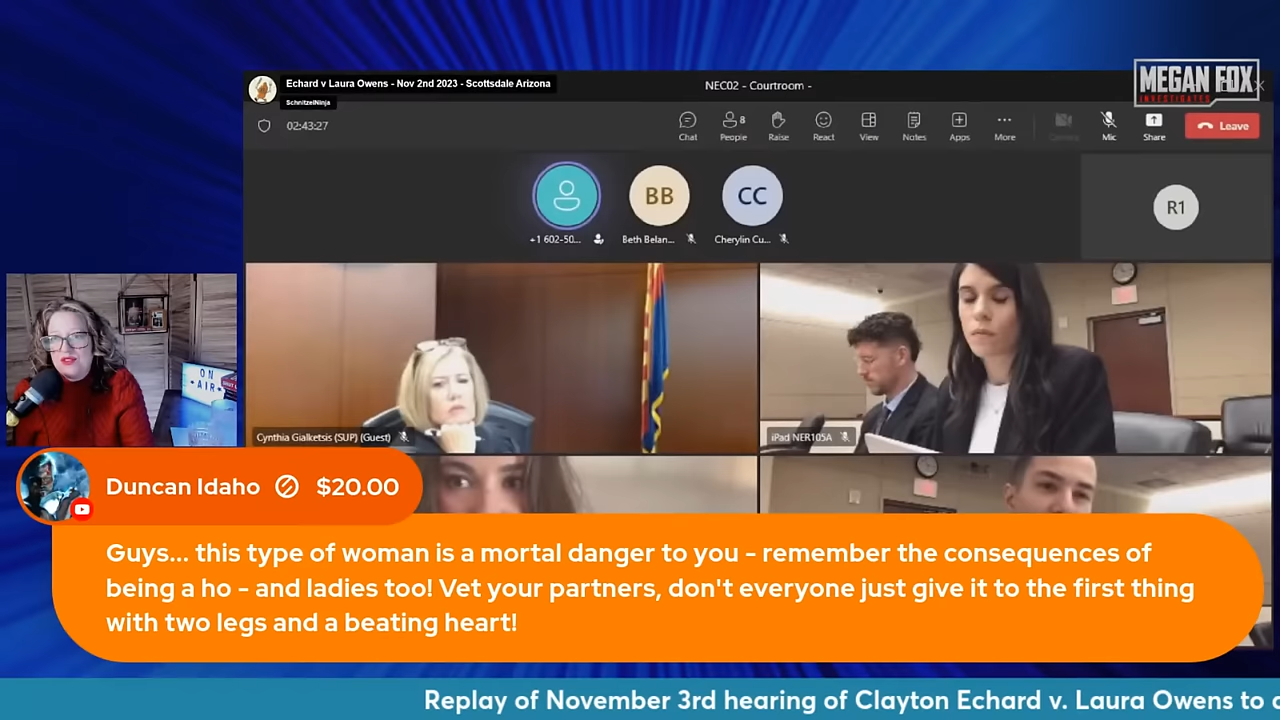 Echard v Laura Owens - Nov 2nd 2023 - Scottsdale Arizona
SchnitzelNinja
NEC02 - Courtroom -
MEGAN FOX
INVESTIGATES
02:43:27
Chat
People
8
Raise
React
View
Notes
Apps
More
Mic
Share
Leave
BB
CC
R1
+1 602-50...
Beth Belan...
Cherylin Cu...
ON
AIR
Cynthia Gialketsis (SUP) (Guest)
iPad NER105A
Duncan Idaho $20.00
Guys... this type of woman is a mortal danger to you - remember the consequences of
being a ho - and ladies too! Vet your partners, don't everyone just give it to the first thing
with two legs and a beating heart!
Replay of November 3rd hearing of Clayton Echard v. Laura Owens to